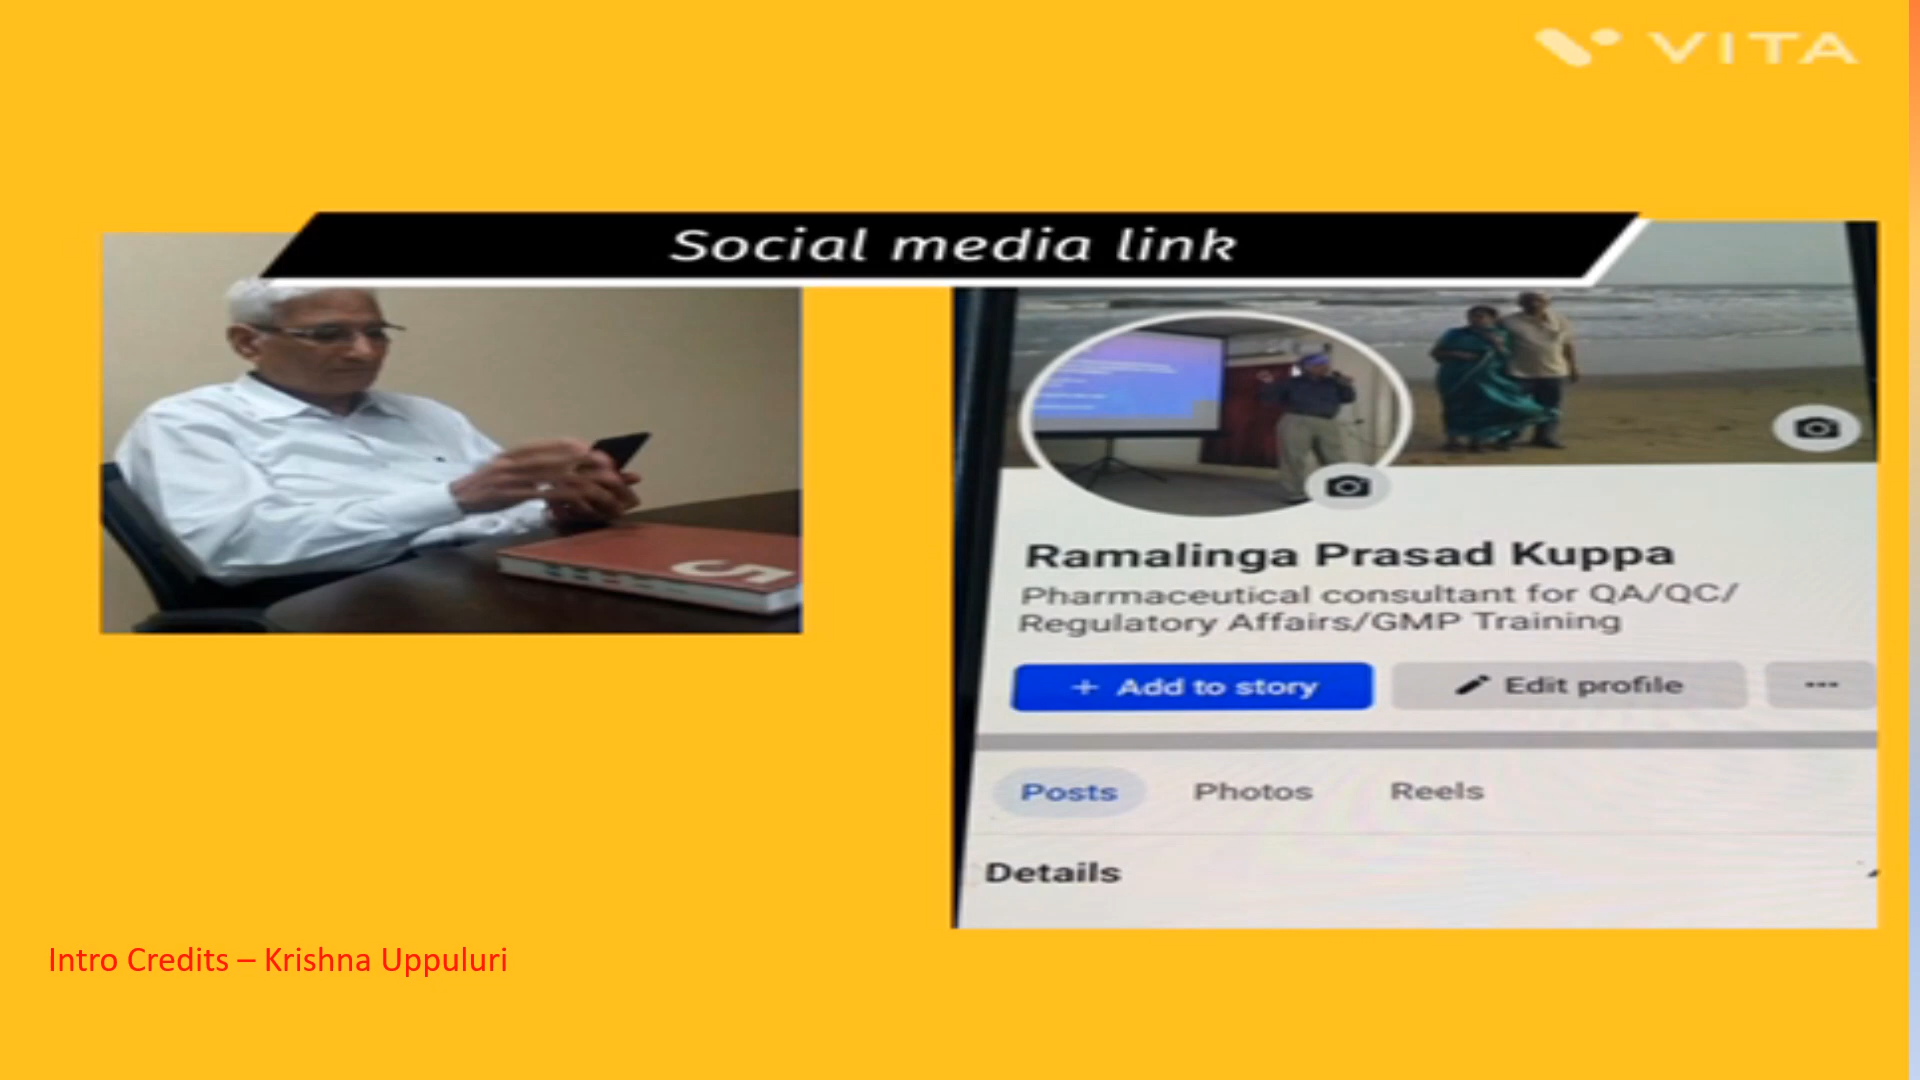 VITA
Social media link
Ramalinga Prasad Kuppa
Pharmaceutical consultant for QA/QC/
Regulatory Affairs/GMP Training
+ Add to story
Edit profile
...
Posts
Photos
Reels
Details
Intro Credits – Krishna Uppuluri